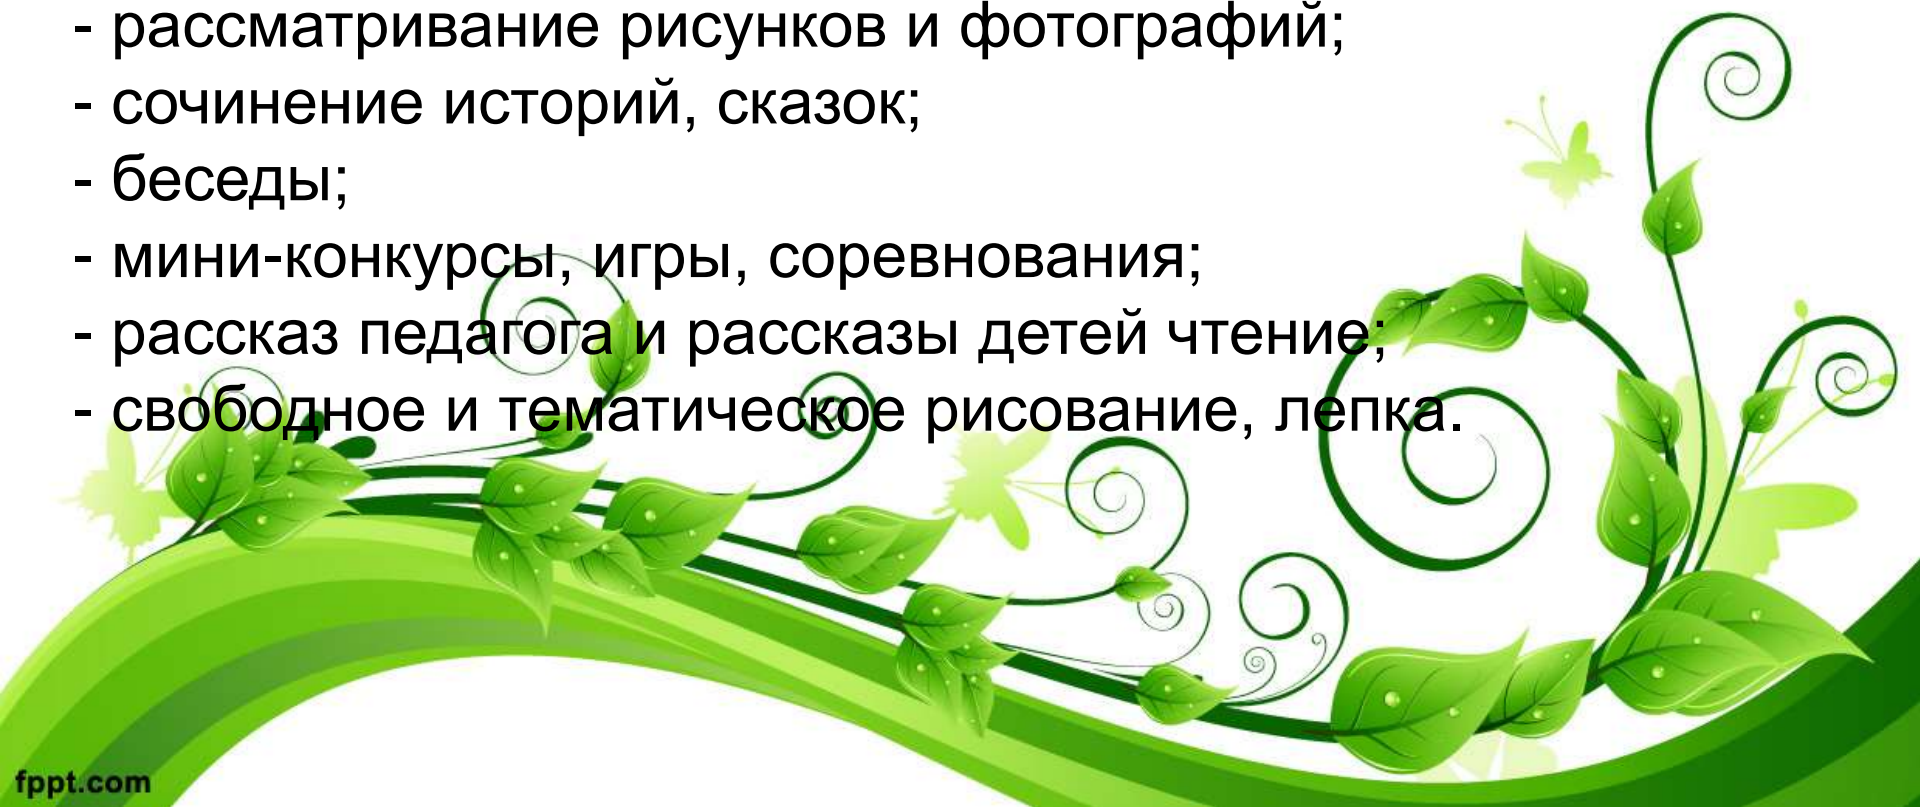 - рассматривание рисунков и фотографий;
- сочинение историй, сказок;
- беседы;
- мини-конкурсы, игры, соревнования;
- рассказ педагога и рассказы детей чтение;
- свободное и тематическое рисование, лепка.
fppt.com